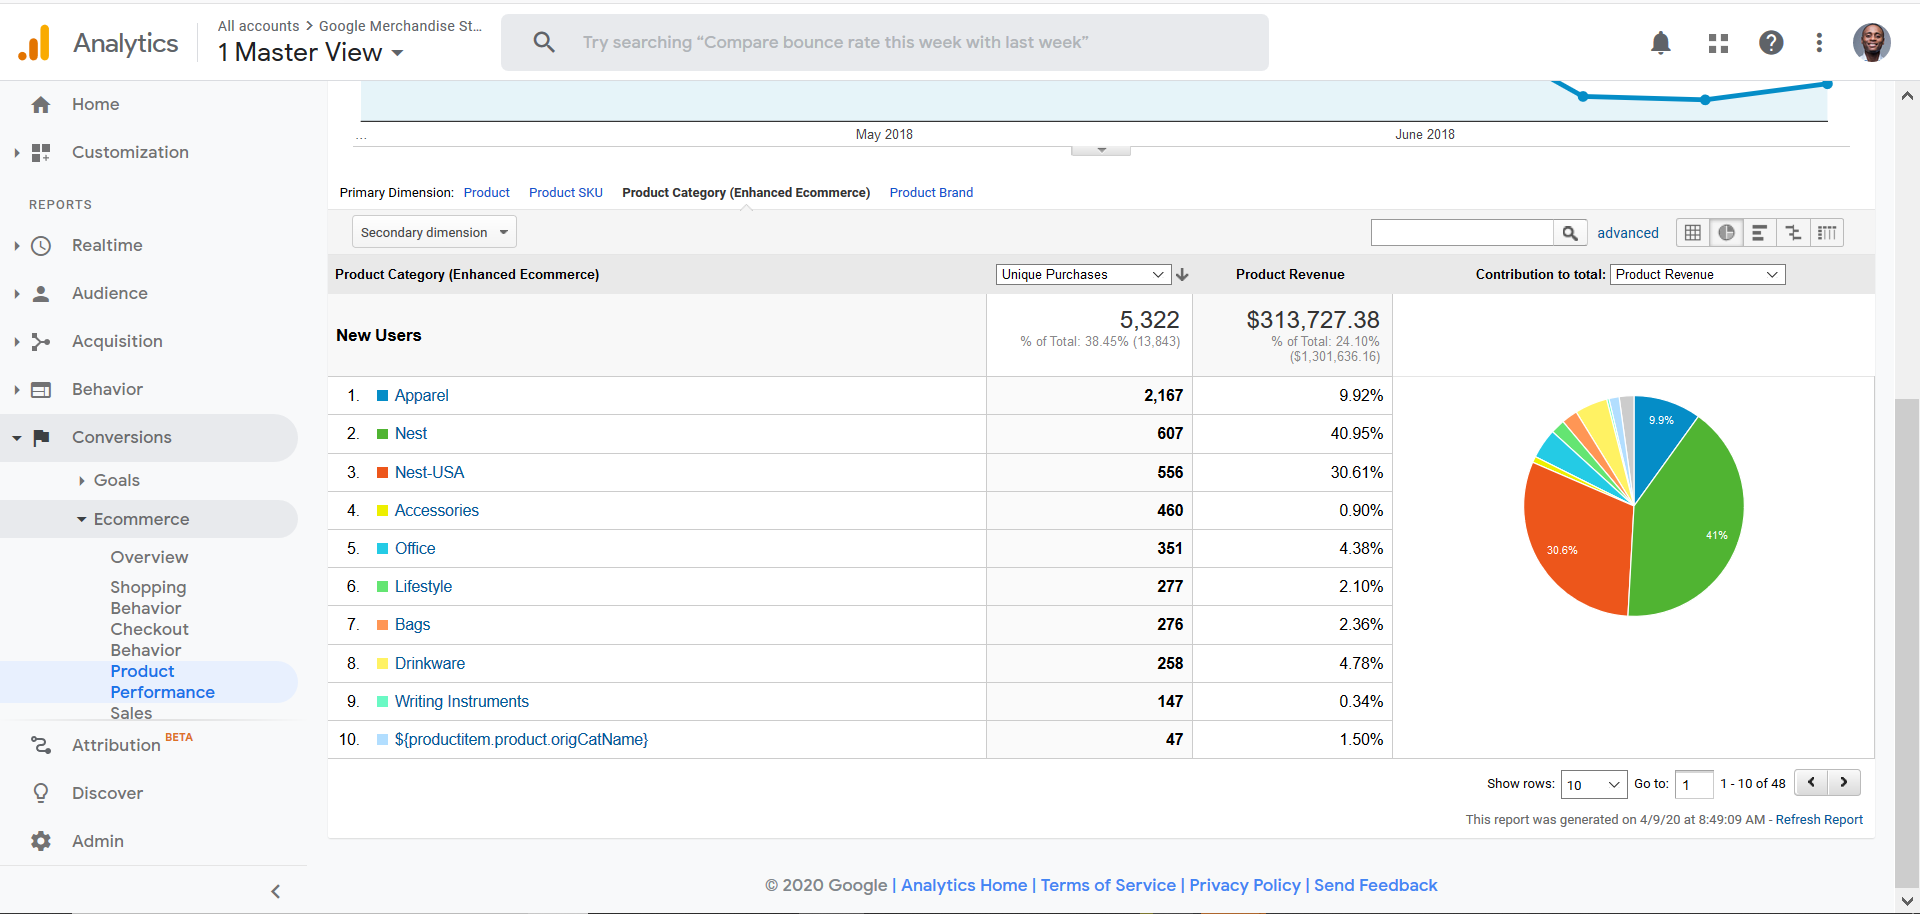 Analytics
All accounts > Google Merchandise St...
1 Master View
Try searching “Compare bounce rate this week with last week”
Home
Customization
REPORTS
Realtime
Audience
Acquisition
Behavior
Conversions
Goals
Ecommerce
Overview
Shopping
Behavior
Checkout
Behavior
Product
Performance
Sales
Attribution BETA
Discover
Admin
...
May 2018
June 2018
Primary Dimension: Product Product SKU Product Category (Enhanced Ecommerce) Product Brand
Secondary dimension
advanced
Product Category (Enhanced Ecommerce) Unique Purchases Product Revenue Contribution to total: Product Revenue
New Users
5,322
% of Total: 38.45% (13,843)
$313,727.38
% of Total: 24.10%
($1,301,636.16)
1. Apparel 2,167 9.92%
2. Nest 607 40.95%
3. Nest-USA 556 30.61%
4. Accessories 460 0.90%
5. Office 351 4.38%
6. Lifestyle 277 2.10%
7. Bags 276 2.36%
8. Drinkware 258 4.78%
9. Writing Instruments 147 0.34%
10. ${productitem.product.origCatName} 47 1.50%
9.9%
41%
30.6%
Show rows: 10 Go to: 1 1 - 10 of 48
This report was generated on 4/9/20 at 8:49:09 AM - Refresh Report
© 2020 Google | Analytics Home | Terms of Service | Privacy Policy | Send Feedback